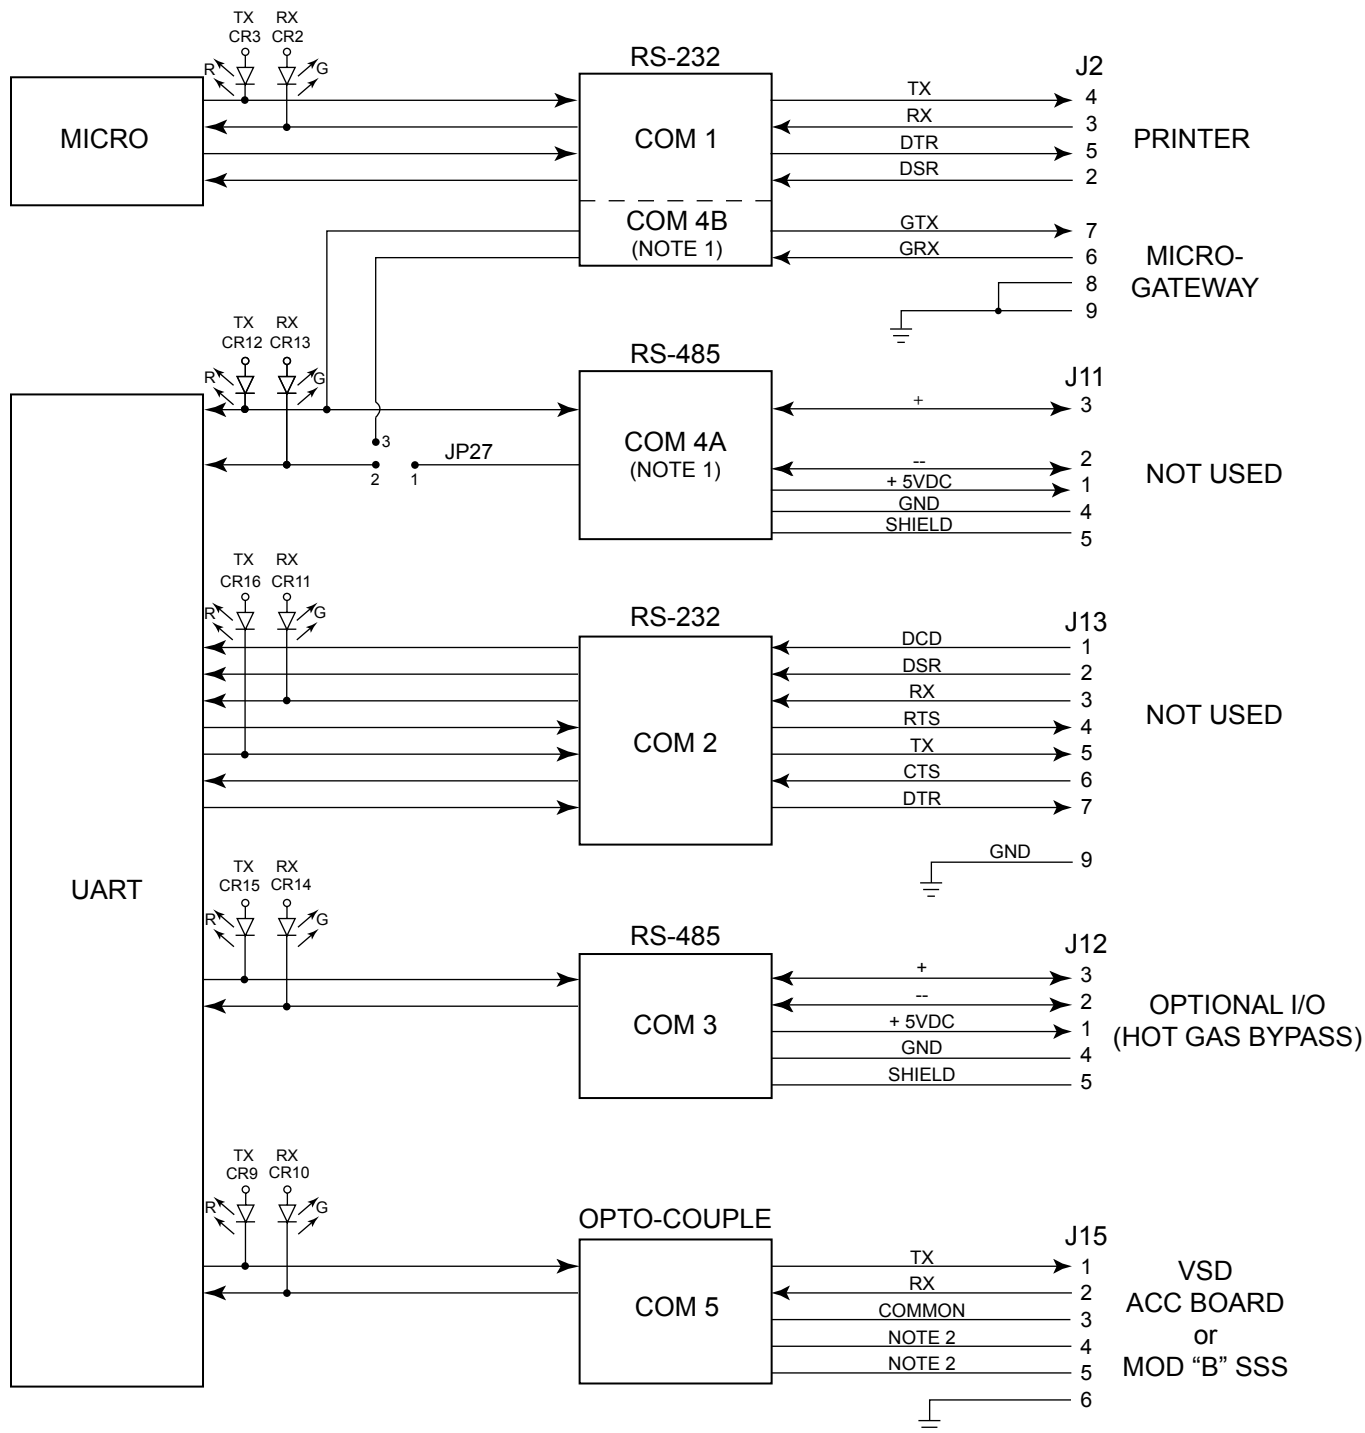 TX RX
CR3 CR2
R G
MICRO
RS-232
COM 1
COM 4B
(NOTE 1)
J2
TX 4
RX 3
DTR 5
DSR 2
PRINTER
GTX 7
GRX 6
8
9
MICRO-
GATEWAY
TX RX
CR12 CR13
R G
3
2 1
JP27
RS-485
COM 4A
(NOTE 1)
J11
+ 3
-- 2
+ 5VDC 1
GND 4
SHIELD 5
NOT USED
UART
TX RX
CR16 CR11
R G
RS-232
COM 2
J13
DCD 1
DSR 2
RX 3
RTS 4
TX 5
CTS 6
DTR 7
GND 9
NOT USED
TX RX
CR15 CR14
R G
RS-485
COM 3
J12
+ 3
-- 2
+ 5VDC 1
GND 4
SHIELD 5
OPTIONAL I/O
(HOT GAS BYPASS)
TX RX
CR9 CR10
R G
OPTO-COUPLE
COM 5
J15
TX 1
RX 2
COMMON 3
NOTE 2 4
NOTE 2 5
6
VSD
ACC BOARD
or
MOD “B” SSS